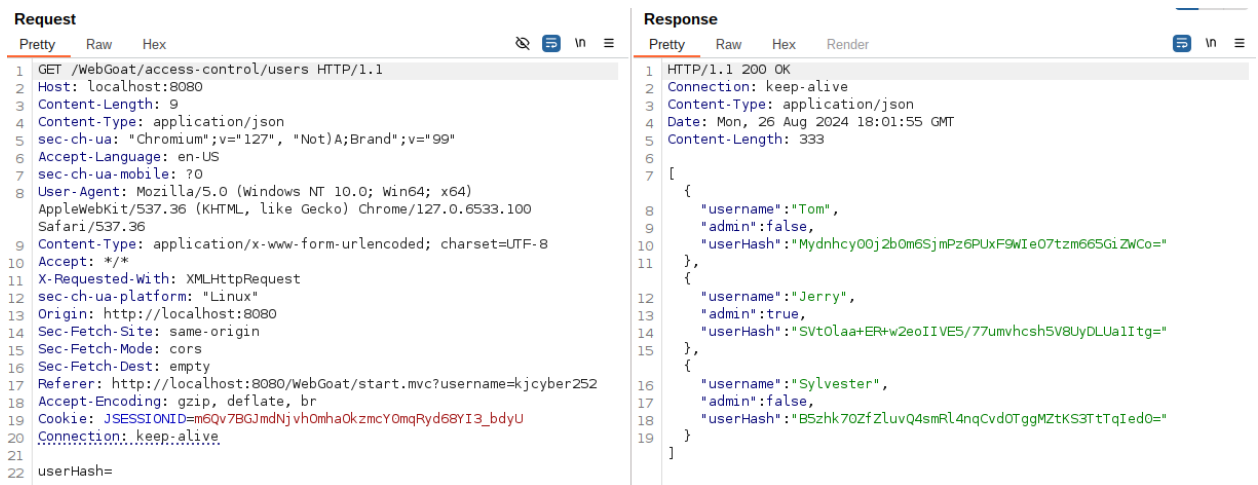 Request
Pretty Raw Hex \n
1 GET /WebGoat/access-control/users HTTP/1.1
2 Host: localhost:8080
3 Content-Length: 9
4 Content-Type: application/json
5 sec-ch-ua: "Chromium";v="127", "Not)A;Brand";v="99"
6 Accept-Language: en-US
7 sec-ch-ua-mobile: ?0
8 User-Agent: Mozilla/5.0 (Windows NT 10.0; Win64; x64)
AppleWebKit/537.36 (KHTML, like Gecko) Chrome/127.0.6533.100
Safari/537.36
9 Content-Type: application/x-www-form-urlencoded; charset=UTF-8
10 Accept: */*
11 X-Requested-With: XMLHttpRequest
12 sec-ch-ua-platform: "Linux"
13 Origin: http://localhost:8080
14 Sec-Fetch-Site: same-origin
15 Sec-Fetch-Mode: cors
16 Sec-Fetch-Dest: empty
17 Referer: http://localhost:8080/WebGoat/start.mvc?username=kjcyber252
18 Accept-Encoding: gzip, deflate, br
19 Cookie: JSESSIONID=m6Qv7BGJmdNjvhOmhaOkzmcYOmqRyd68YI3_bdyU
20 Connection: keep-alive
21
22 userHash=
Response
Pretty Raw Hex Render \n
1 HTTP/1.1 200 OK
2 Connection: keep-alive
3 Content-Type: application/json
4 Date: Mon, 26 Aug 2024 18:01:55 GMT
5 Content-Length: 333
6
7 [
{
8 "username":"Tom",
9 "admin":false,
10 "userHash":"Mydnhcy00j2b0m6SjmPz6PUxF9WIeO7tzm665GiZWCo="
11 },
{
12 "username":"Jerry",
13 "admin":true,
14 "userHash":"SVtOlaa+ER+w2eoIIVE5/77umvhcsh5V8UyDLUa1Itg="
15 },
{
16 "username":"Sylvester",
17 "admin":false,
18 "userHash":"B5zhk70ZfZluvQ4smRl4nqCvdOTggMZtKS3TtTqIed0="
19 }
]